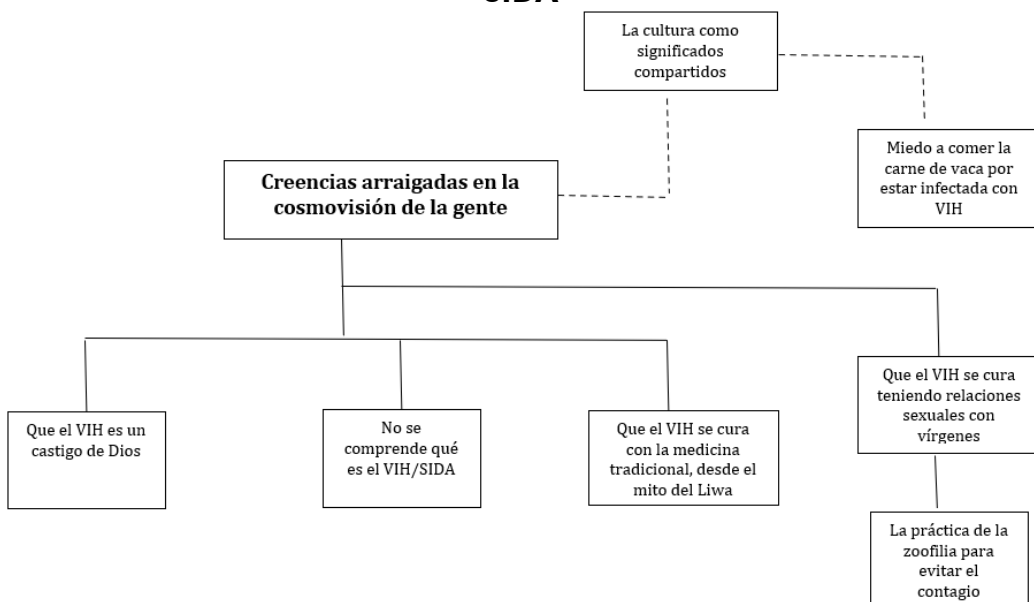 SIDA
La cultura como
significados
compartidos
Miedo a comer la
carne de vaca por
estar infectada con
VIH
Creencias arraigadas en la
cosmovisión de la gente
Que el VIH es un
castigo de Dios
No se
comprende qué
es el VIH/SIDA
Que el VIH se cura
con la medicina
tradicional, desde el
mito del Liwa
Que el VIH se cura
teniendo relaciones
sexuales con
vírgenes
La práctica de la
zoofilia para
evitar el
contagio